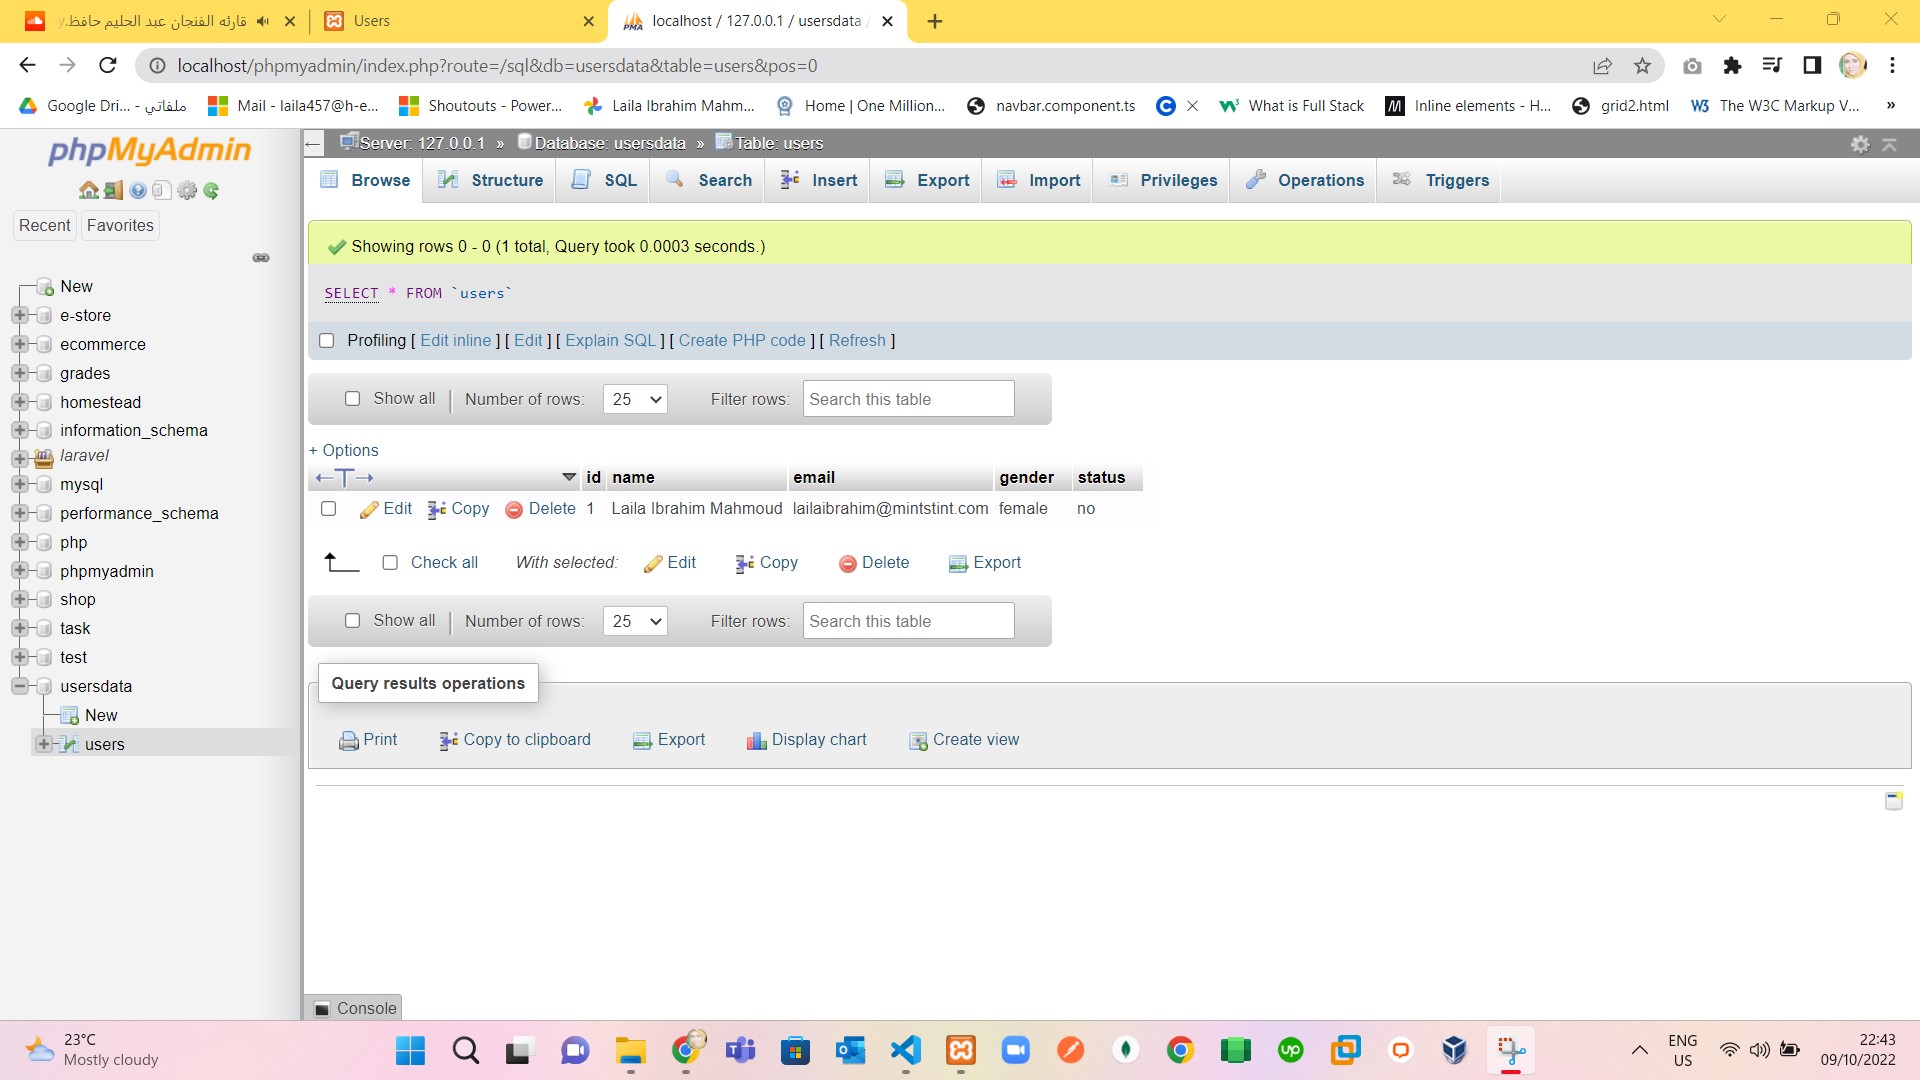 قارئه الفنجان عبد الحليم حافظ.
Users
localhost / 127.0.0.1 / usersdata /
localhost/phpmyadmin/index.php?route=/sql&db=usersdata&table=users&pos=0
Google Dri... - ملفاتي
Mail - laila457@h-e...
Shoutouts - Power...
Laila Ibrahim Mahm...
Home | One Million...
navbar.component.ts
What is Full Stack
Inline elements - H...
grid2.html
The W3C Markup V...
»
phpMyAdmin
Recent
Favorites
New
e-store
ecommerce
grades
homestead
information_schema
laravel
mysql
performance_schema
php
phpmyadmin
shop
task
test
usersdata
New
users
Server: 127.0.0.1 » Database: usersdata » Table: users
Browse
Structure
SQL
Search
Insert
Export
Import
Privileges
Operations
Triggers
Showing rows 0 - 0 (1 total, Query took 0.0003 seconds.)
SELECT * FROM `users`
Profiling [ Edit inline ] [ Edit ] [ Explain SQL ] [ Create PHP code ] [ Refresh ]
Show all | Number of rows: 25 Filter rows: Search this table
+ Options
←T→ id name email gender status
Edit Copy Delete 1 Laila Ibrahim Mahmoud lailaibrahim@mintstint.com female no
Check all With selected: Edit Copy Delete Export
Show all | Number of rows: 25 Filter rows: Search this table
Query results operations
Print Copy to clipboard Export Display chart Create view
Console
23°C
Mostly cloudy
ENG
US
22:43
09/10/2022